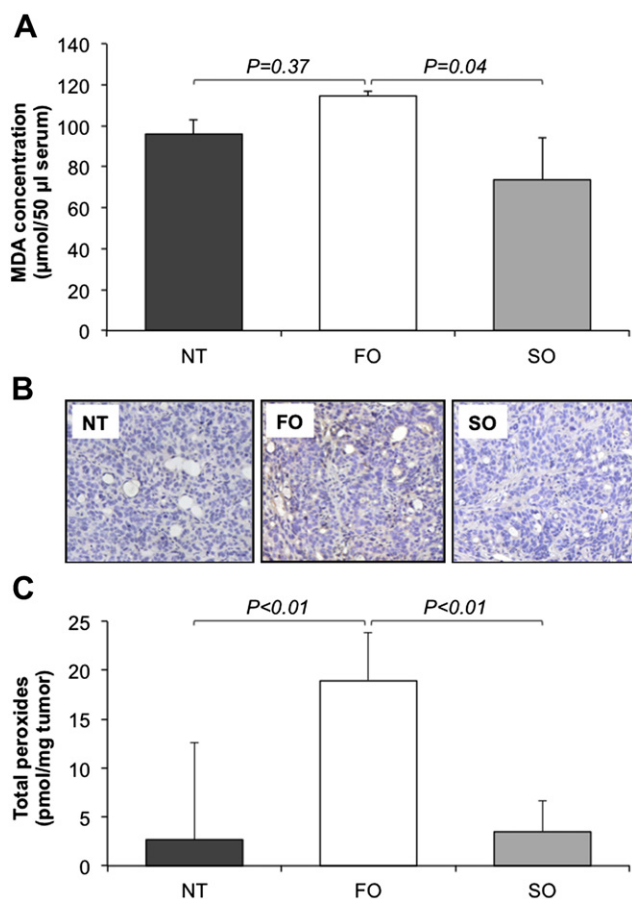 A
140
120
100
80
60
40
20
0
MDA concentration
(µmol/50 µl serum)
P=0.37 P=0.04
NT FO SO
B
NT FO SO
C
P<0.01 P<0.01
25
20
15
10
5
0
Total peroxides
(pmol/mg tumor)
NT FO SO